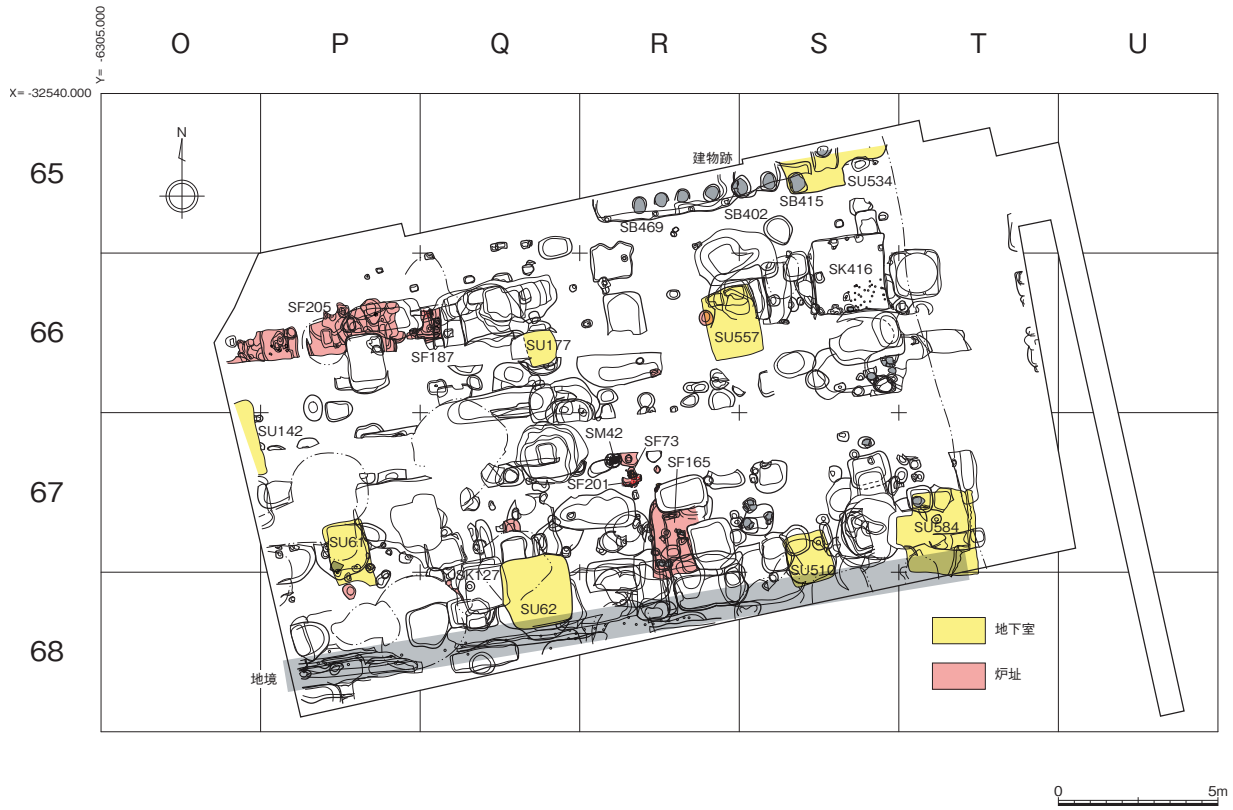 Y= -6305.000
O P Q R S T U
X= -32540.000
N
65
建物跡
SU534
SB415
SB402
SB469
SK416
SF205
66
SF187
SU177
SU557
SU142
SM42
SF73
SF165
SF201
67
SU61
SU584
SU510
SK127
SU62
地下室
68
炉址
地境
0 5m